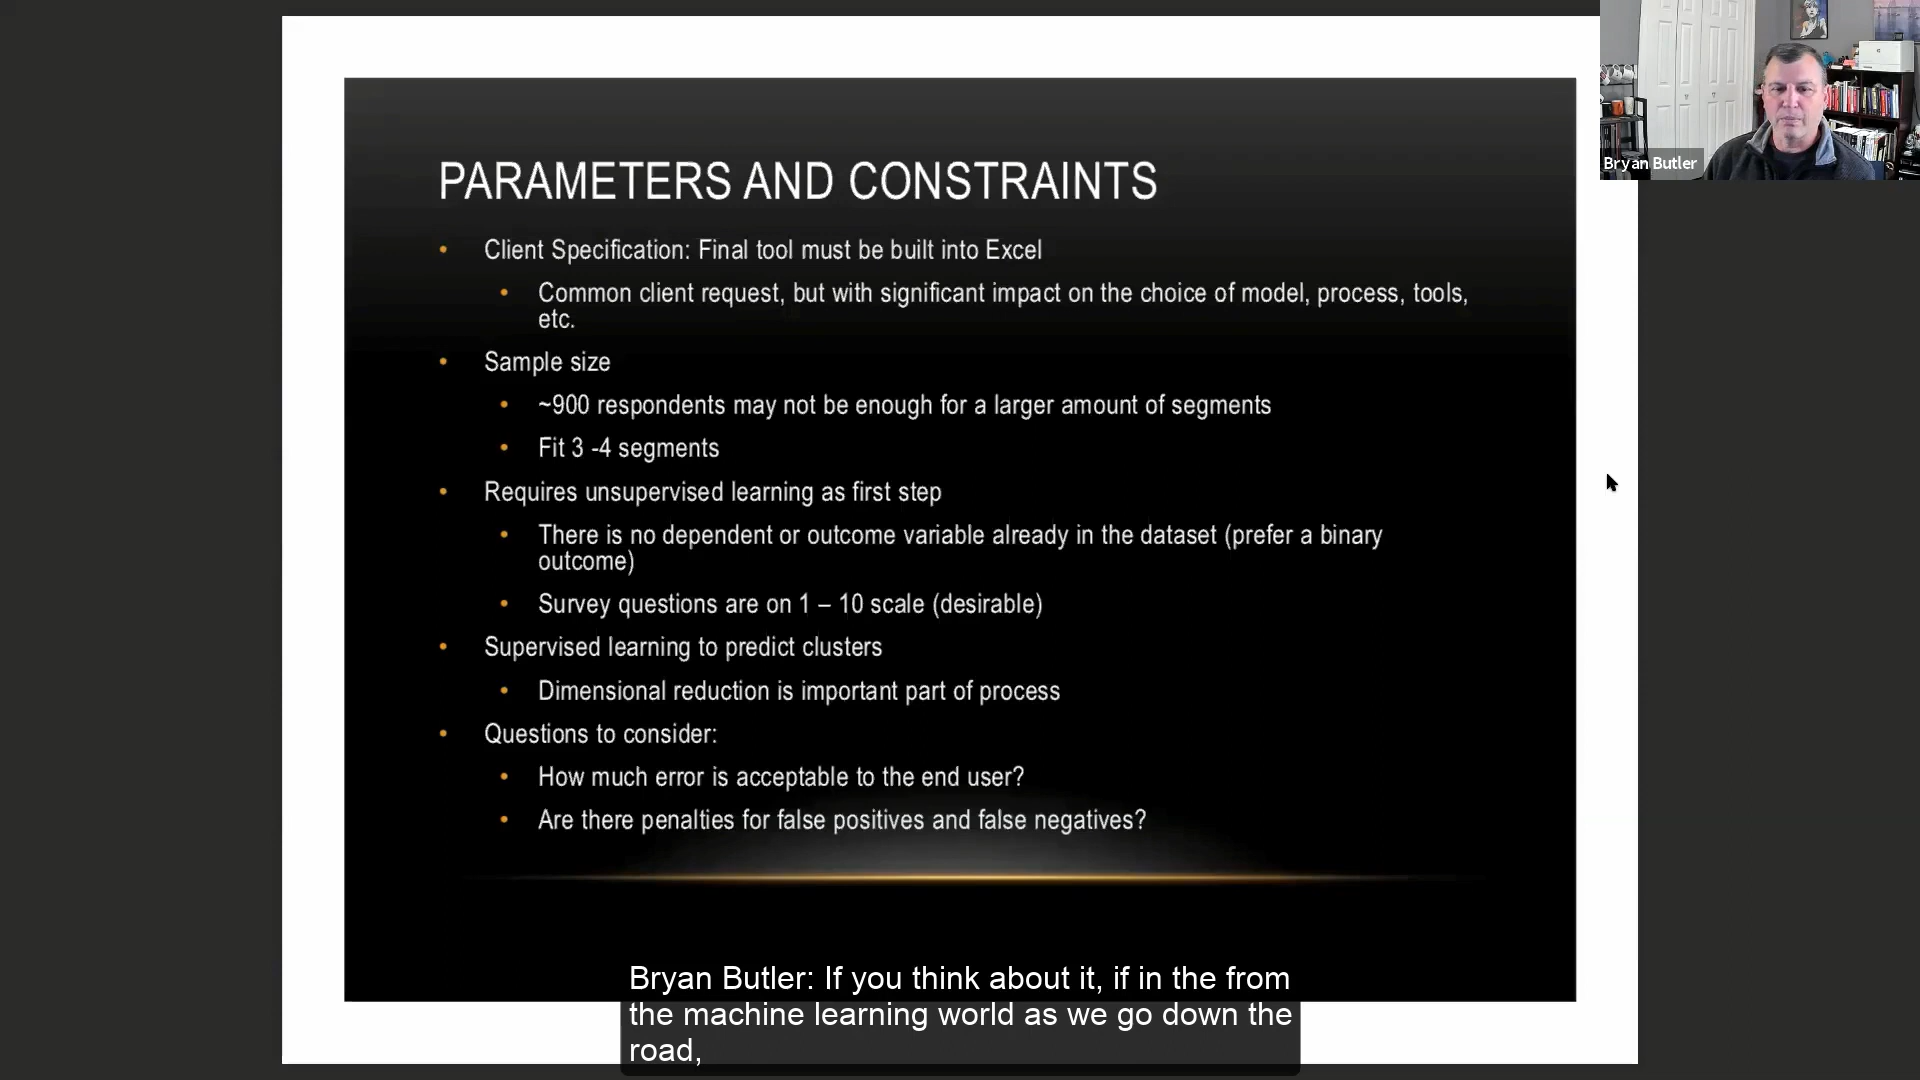 Bryan Butler
PARAMETERS AND CONSTRAINTS
• Client Specification: Final tool must be built into Excel
• Common client request, but with significant impact on the choice of model, process, tools,
etc.
• Sample size
• ~900 respondents may not be enough for a larger amount of segments
• Fit 3 -4 segments
• Requires unsupervised learning as first step
• There is no dependent or outcome variable already in the dataset (prefer a binary
outcome)
• Survey questions are on 1 – 10 scale (desirable)
• Supervised learning to predict clusters
• Dimensional reduction is important part of process
• Questions to consider:
• How much error is acceptable to the end user?
• Are there penalties for false positives and false negatives?
Bryan Butler: If you think about it, if in the from
the machine learning world as we go down the
road,